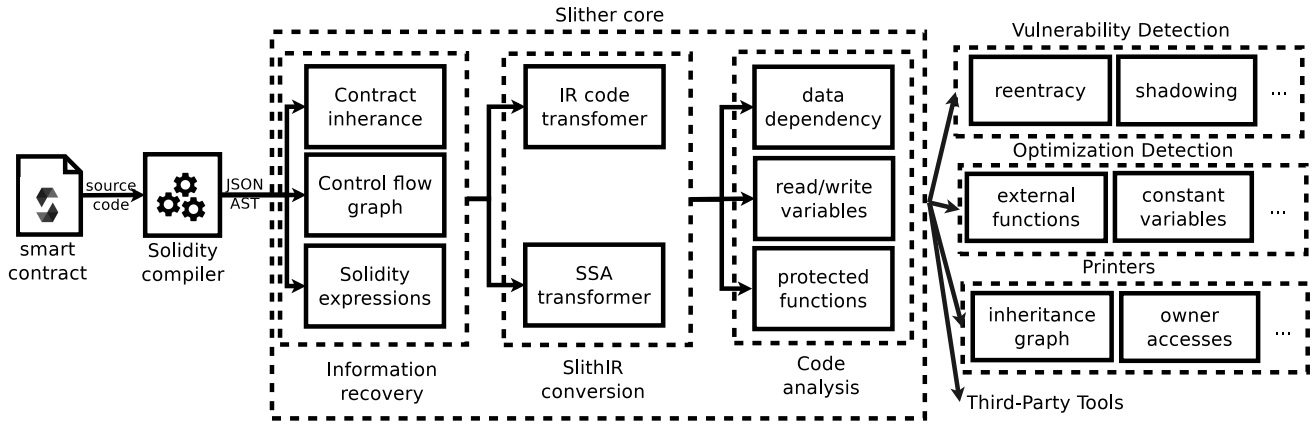 Slither core
smart
contract
source
code
Solidity
compiler
JSON
AST
Contract
inherance
Control flow
graph
Solidity
expressions
Information
recovery
IR code
transfomer
SSA
transformer
SlithIR
conversion
data
dependency
read/write
variables
protected
functions
Code
analysis
Vulnerability Detection
reentracy
shadowing
...
Optimization Detection
external
functions
constant
variables
...
Printers
inheritance
graph
owner
accesses
...
Third-Party Tools